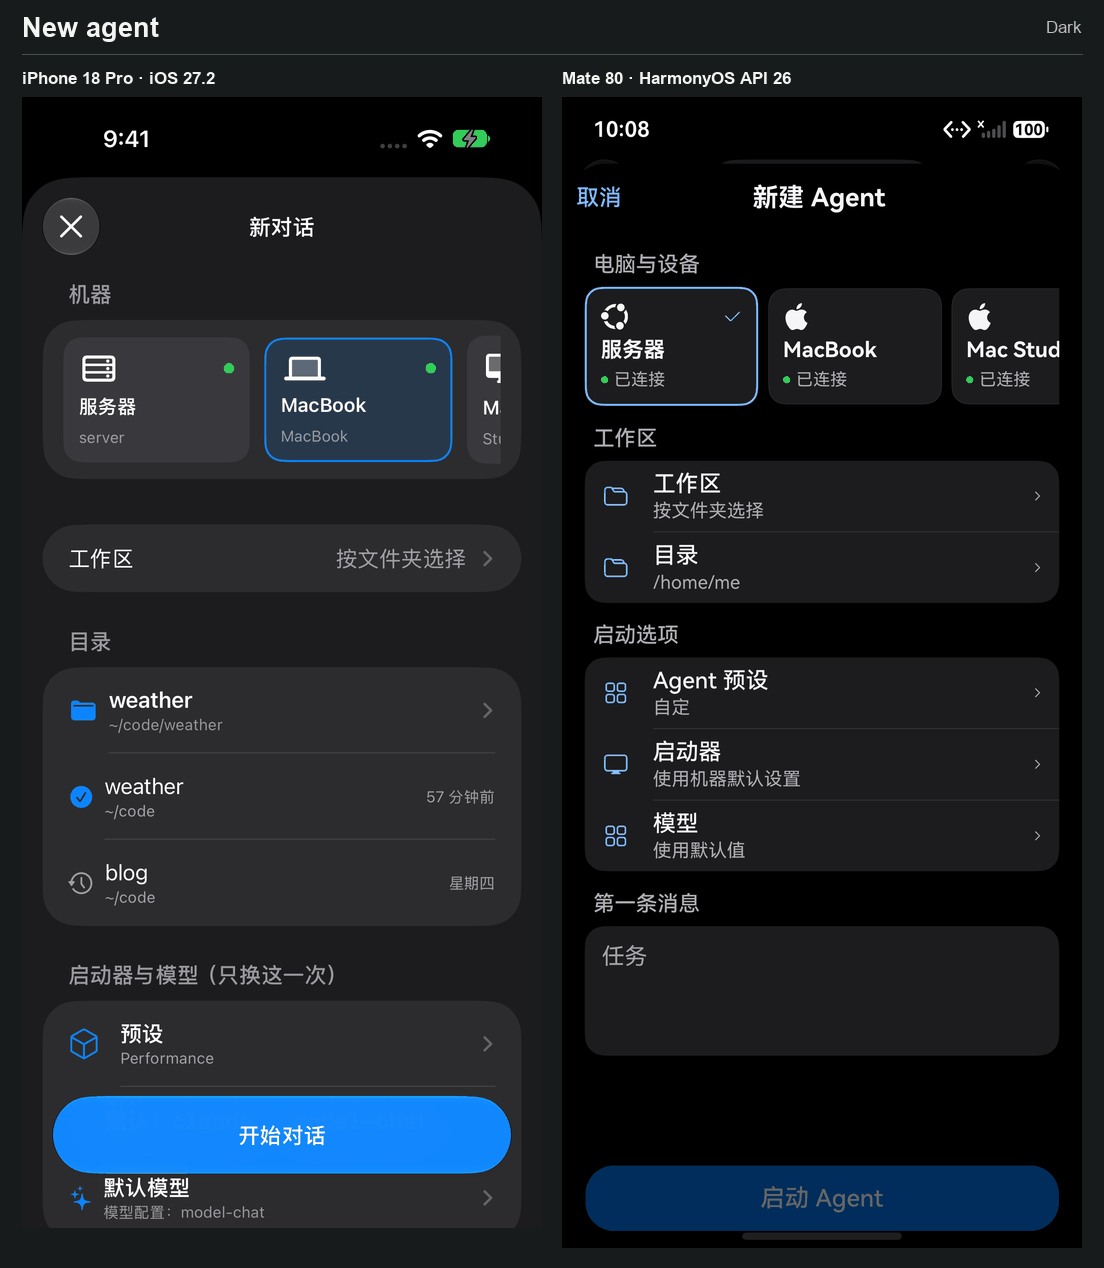 New agent
Dark
iPhone 18 Pro · iOS 27.2
9:41
新对话
机器
服务器
server
MacBook
MacBook
工作区
按文件夹选择
目录
weather
~/code/weather
weather
~/code
57 分钟前
blog
~/code
星期四
启动器与模型（只换这一次）
预设
Performance
开始对话
默认模型
模型配置：model-chat
Mate 80 · HarmonyOS API 26
10:08
100
取消
新建 Agent
电脑与设备
服务器
已连接
MacBook
已连接
Mac Stud
已连接
工作区
工作区
按文件夹选择
目录
/home/me
启动选项
Agent 预设
自定
启动器
使用机器默认设置
模型
使用默认值
第一条消息
任务
启动 Agent